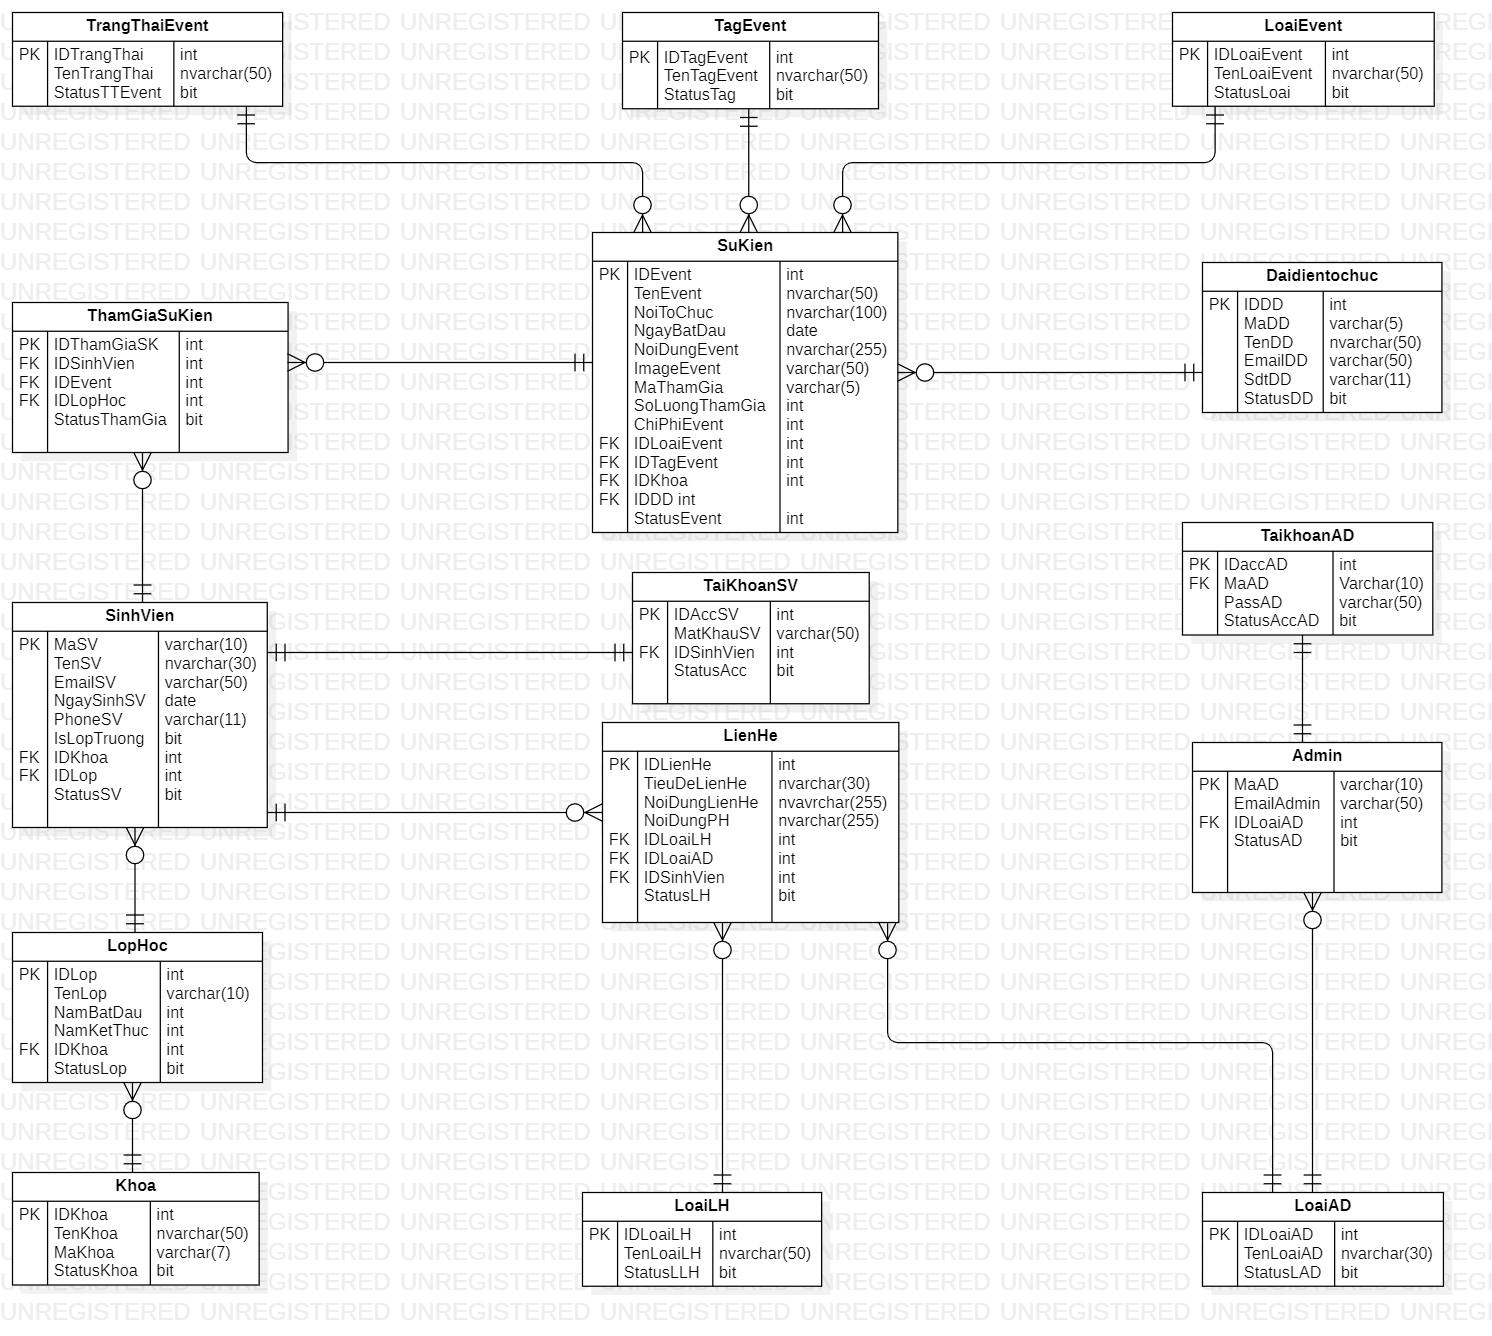 TrangThaiEvent
PK IDTrangThai int
TenTrangThai nvarchar(50)
StatusTTEvent bit
TagEvent
PK IDTagEvent int
TenTagEvent nvarchar(50)
StatusTag bit
LoaiEvent
PK IDLoaiEvent int
TenLoaiEvent nvarchar(50)
StatusLoai bit
SuKien
PK IDEvent int
TenEvent nvarchar(50)
NoiToChuc nvarchar(100)
NgayBatDau date
NoiDungEvent nvarchar(255)
ImageEvent varchar(50)
MaThamGia varchar(5)
SoLuongThamGia int
ChiPhiEvent int
FK IDLoaiEvent int
FK IDTagEvent int
FK IDKhoa int
FK IDDD int
StatusEvent int
Daidientochuc
PK IDDD int
MaDD varchar(5)
TenDD nvarchar(50)
EmailDD varchar(50)
SdtDD varchar(11)
StatusDD bit
ThamGiaSuKien
PK IDThamGiaSK int
FK IDSinhVien int
FK IDEvent int
FK IDLopHoc int
StatusThamGia bit
TaikhoanAD
PK IDaccAD int
FK MaAD Varchar(10)
PassAD varchar(50)
StatusAccAD bit
TaiKhoanSV
PK IDAccSV int
MatKhauSV varchar(50)
FK IDSinhVien int
StatusAcc bit
SinhVien
PK MaSV varchar(10)
TenSV nvarchar(30)
EmailSV varchar(50)
NgaySinhSV date
PhoneSV varchar(11)
IsLopTruong bit
FK IDKhoa int
FK IDLop int
StatusSV bit
LienHe
PK IDLienHe int
TieuDeLienHe nvarchar(30)
NoiDungLienHe nvavrchar(255)
NoiDungPH nvarchar(255)
FK IDLoaiLH int
FK IDLoaiAD int
FK IDSinhVien int
StatusLH bit
Admin
PK MaAD varchar(10)
EmailAdmin varchar(50)
FK IDLoaiAD int
StatusAD bit
LopHoc
PK IDLop int
TenLop varchar(10)
NamBatDau int
NamKetThuc int
FK IDKhoa int
StatusLop bit
Khoa
PK IDKhoa int
TenKhoa nvarchar(50)
MaKhoa varchar(7)
StatusKhoa bit
LoaiLH
PK IDLoaiLH int
TenLoaiLH nvarchar(50)
StatusLLH bit
LoaiAD
PK IDLoaiAD int
TenLoaiAD nvarchar(30)
StatusLAD bit